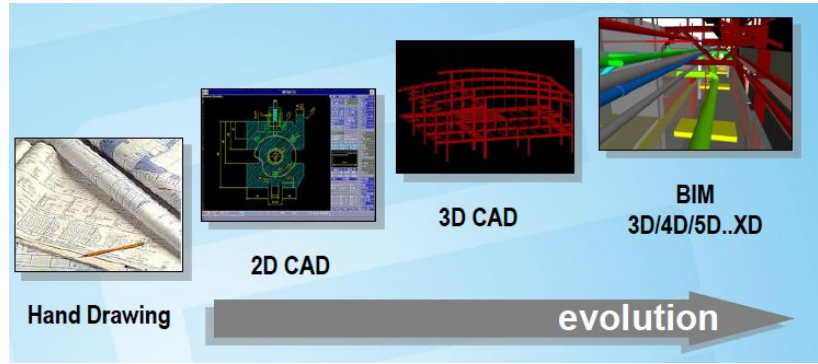 Hand Drawing
2D CAD
3D CAD
BIM
3D/4D/5D..XD
evolution